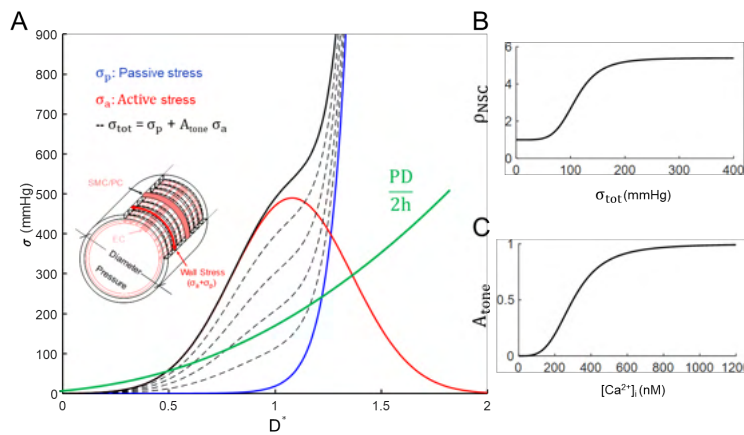 A
900
800
700
600
500
400
300
200
100
0
σ (mmHg)
σp: Passive stress
σa: Active stress
-- σtot = σp + Atone σa
SMC/PC
EC
Diameter
Pressure
Wall Stress
(σa+σp)
PD
2h
0 0.5 1 1.5 2
D*
B
6
4
2
0
ρNSC
0 100 200 300 400
σtot(mmHg)
C
1
0.5
0
Atone
0 200 400 600 800 1000 1200
[Ca²⁺]i(nM)